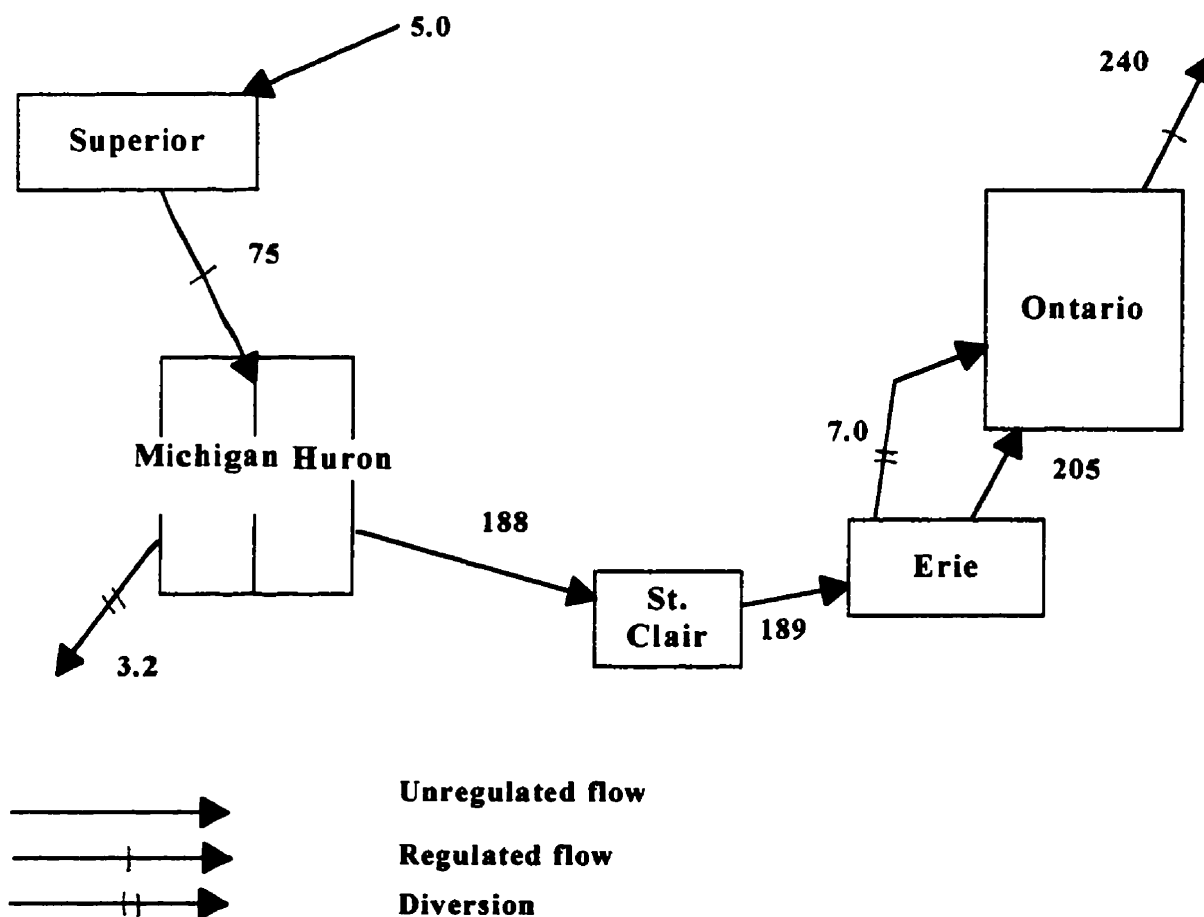 5.0
240
Superior
75
Ontario
7.0
Michigan Huron
205
188
Erie
St.
Clair
189
3.2
Unregulated flow
Regulated flow
Diversion